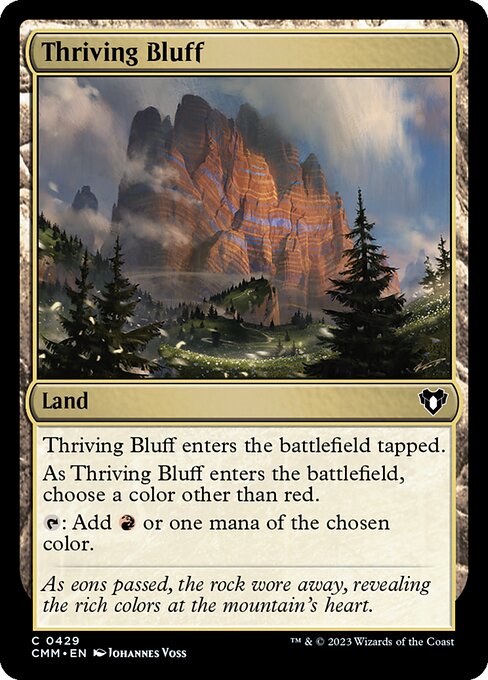 Thriving Bluff
Land
Thriving Bluff enters the battlefield tapped.
As Thriving Bluff enters the battlefield,
choose a color other than red.
: Add or one mana of the chosen
color.
As eons passed, the rock wore away, revealing
the rich colors at the mountain's heart.
C 0429
CMM • EN Johannes Voss
™ & © 2023 Wizards of the Coast